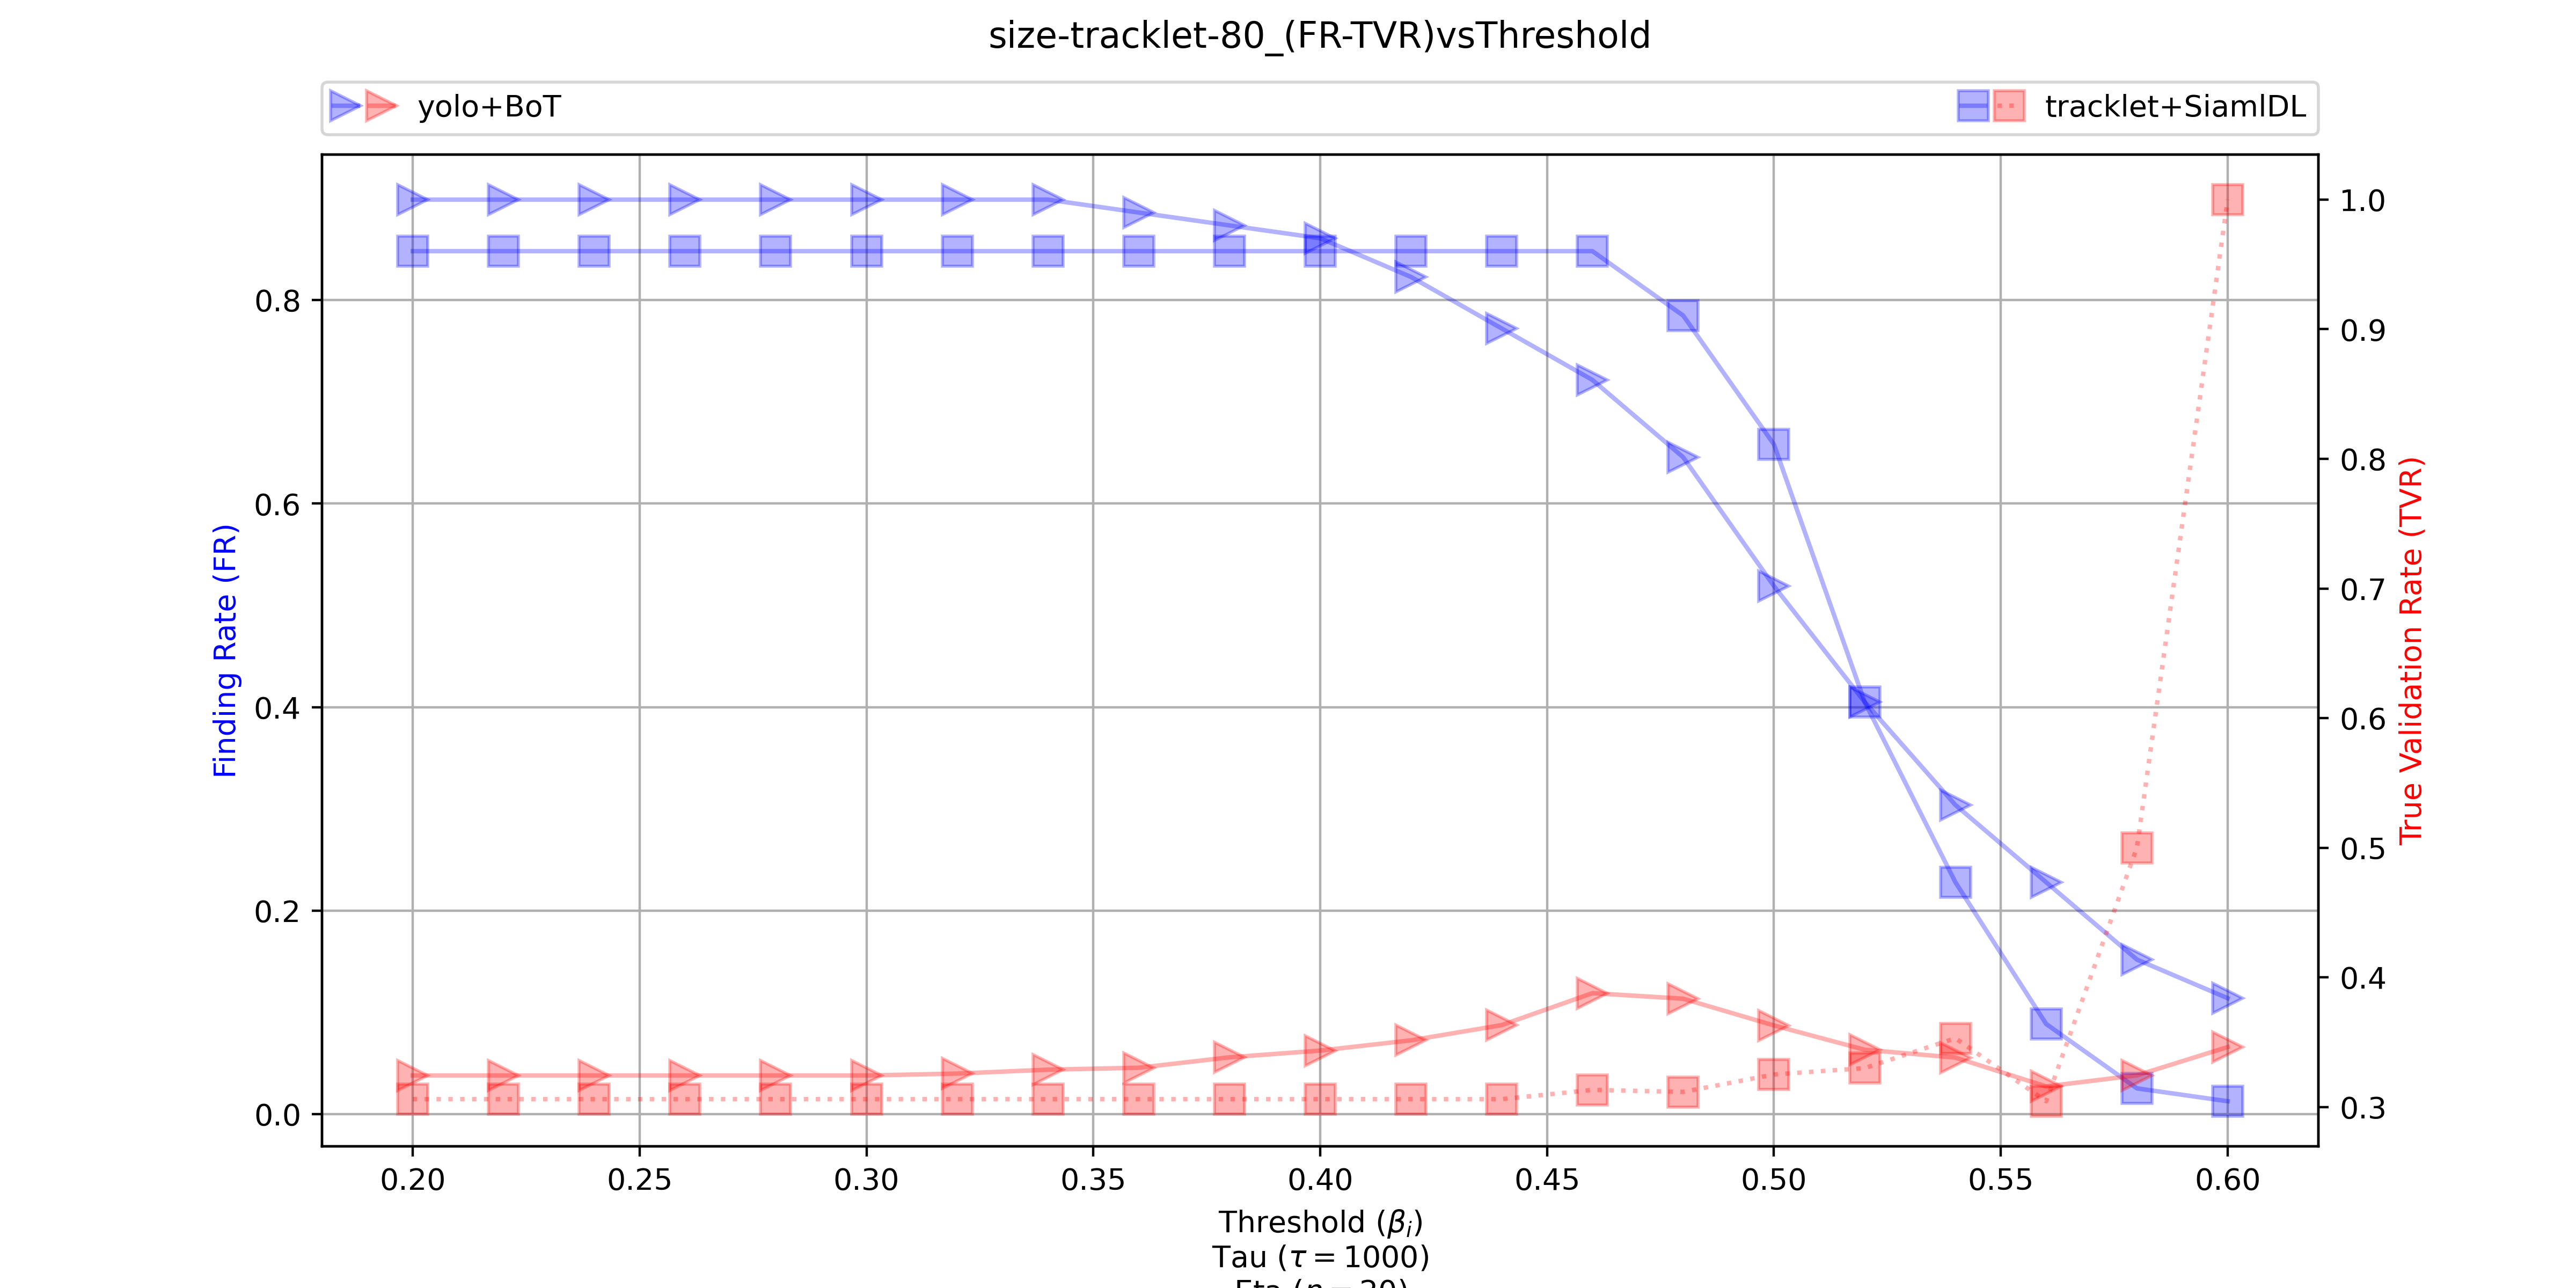 size-tracklet-80_(FR-TVR)vsThreshold
yolo+BoT
tracklet+SiamIDL
0.8
0.6
0.4
0.2
0.0
Finding Rate (FR)
1.0
0.9
0.8
0.7
0.6
0.5
0.4
0.3
True Validation Rate (TVR)
0.20 0.25 0.30 0.35 0.40 0.45 0.50 0.55 0.60
Threshold (βᵢ)
Tau (τ = 1000)